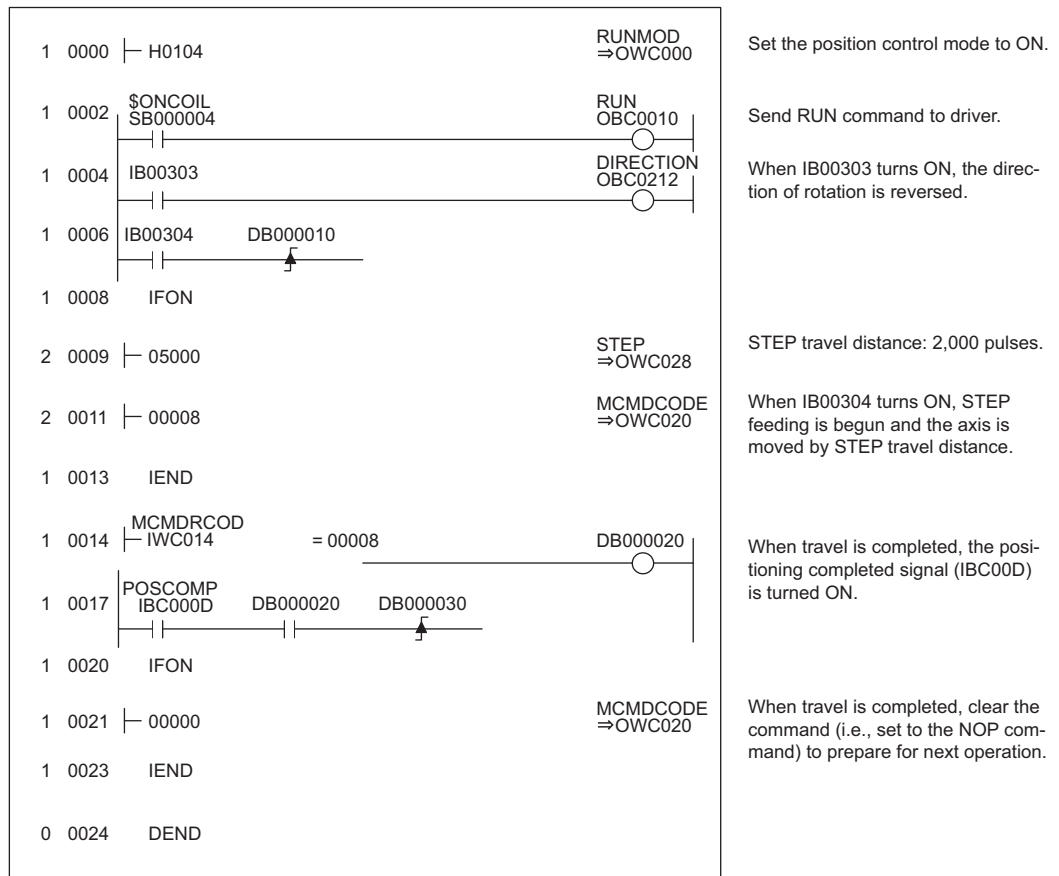 1 0000 H0104 RUNMOD
⇒OWC000 Set the position control mode to ON.
$ONCOIL RUN
1 0002 SB000004 OBC0010 Send RUN command to driver.
DIRECTION
1 0004 IB00303 OBC0212 When IB00303 turns ON, the direc-
tion of rotation is reversed.
1 0006 IB00304 DB000010
1 0008 IFON
2 0009 05000 STEP
⇒OWC028 STEP travel distance: 2,000 pulses.
2 0011 00008 MCMDCODE
⇒OWC020 When IB00304 turns ON, STEP
feeding is begun and the axis is
moved by STEP travel distance.
1 0013 IEND
MCMDRCOD
1 0014 IWC014 = 00008 DB000020
When travel is completed, the posi-
tioning completed signal (IBC00D)
is turned ON.
POSCOMP
1 0017 IBC000D DB000020 DB000030
1 0020 IFON
1 0021 00000 MCMDCODE
⇒OWC020 When travel is completed, clear the
command (i.e., set to the NOP com-
mand) to prepare for next operation.
1 0023 IEND
0 0024 DEND